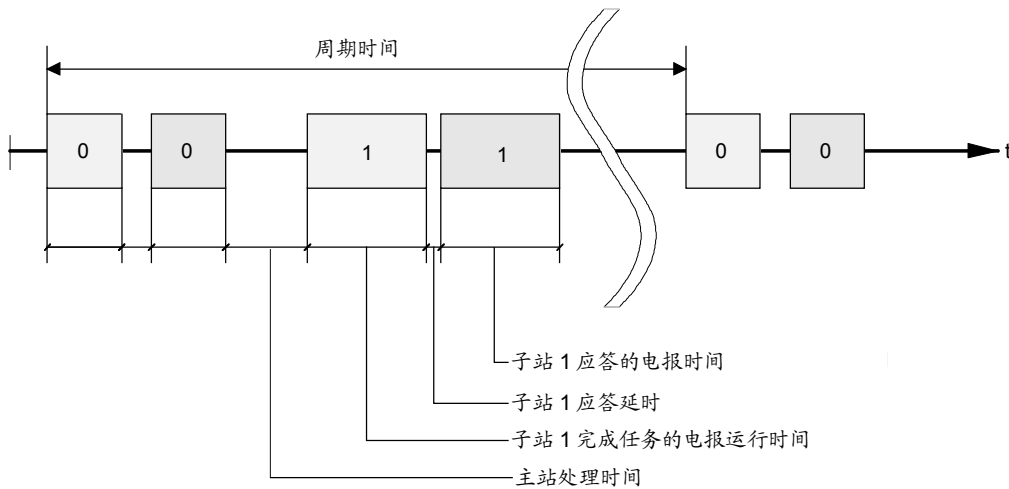 周期时间
0 0 1 1 0 0 t
子站 1 应答的电报时间
子站 1 应答延时
子站 1 完成任务的电报运行时间
主站处理时间